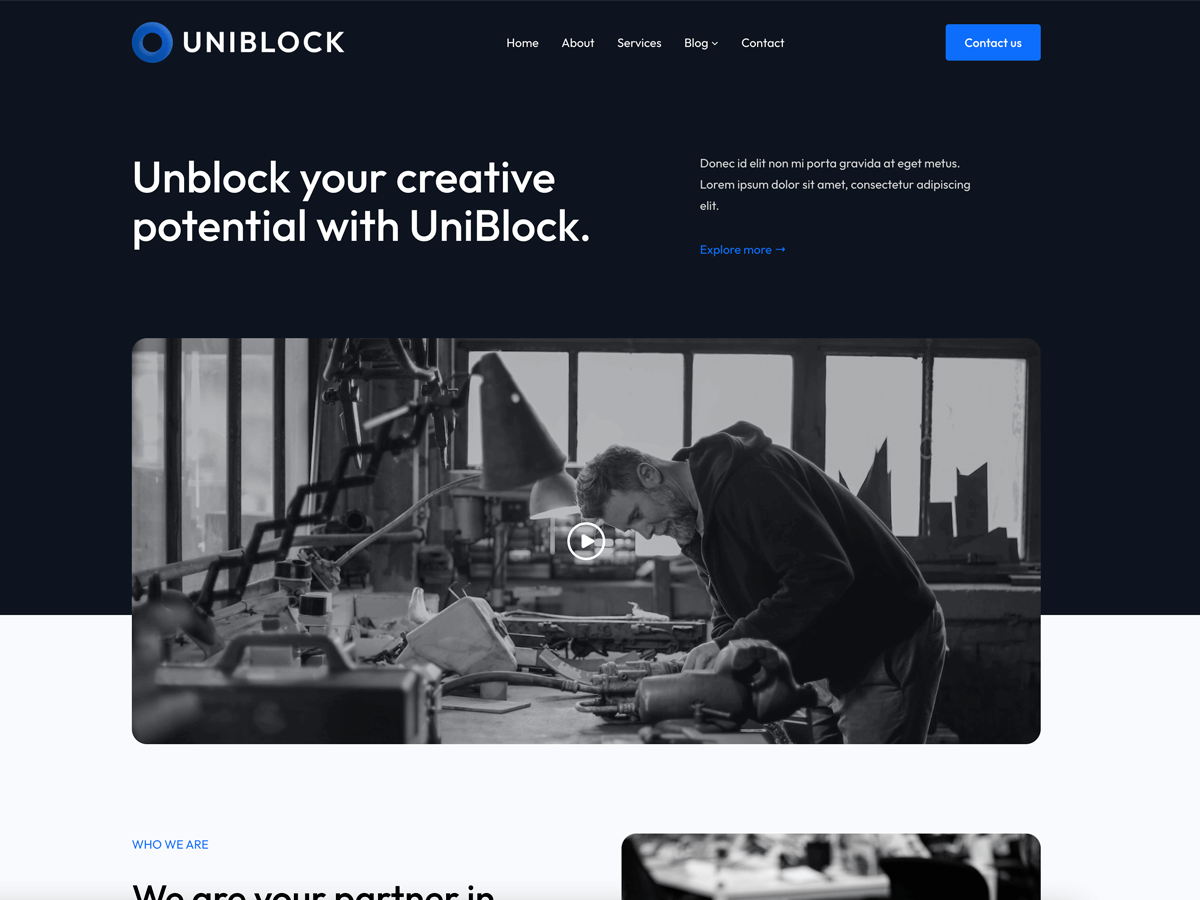 UNIBLOCK
Home About Services Blog Contact
Contact us
Unblock your creative
potential with UniBlock.
Donec id elit non mi porta gravida at eget metus.
Lorem ipsum dolor sit amet, consectetur adipiscing
elit.
Explore more →
WHO WE ARE
We are your partner in